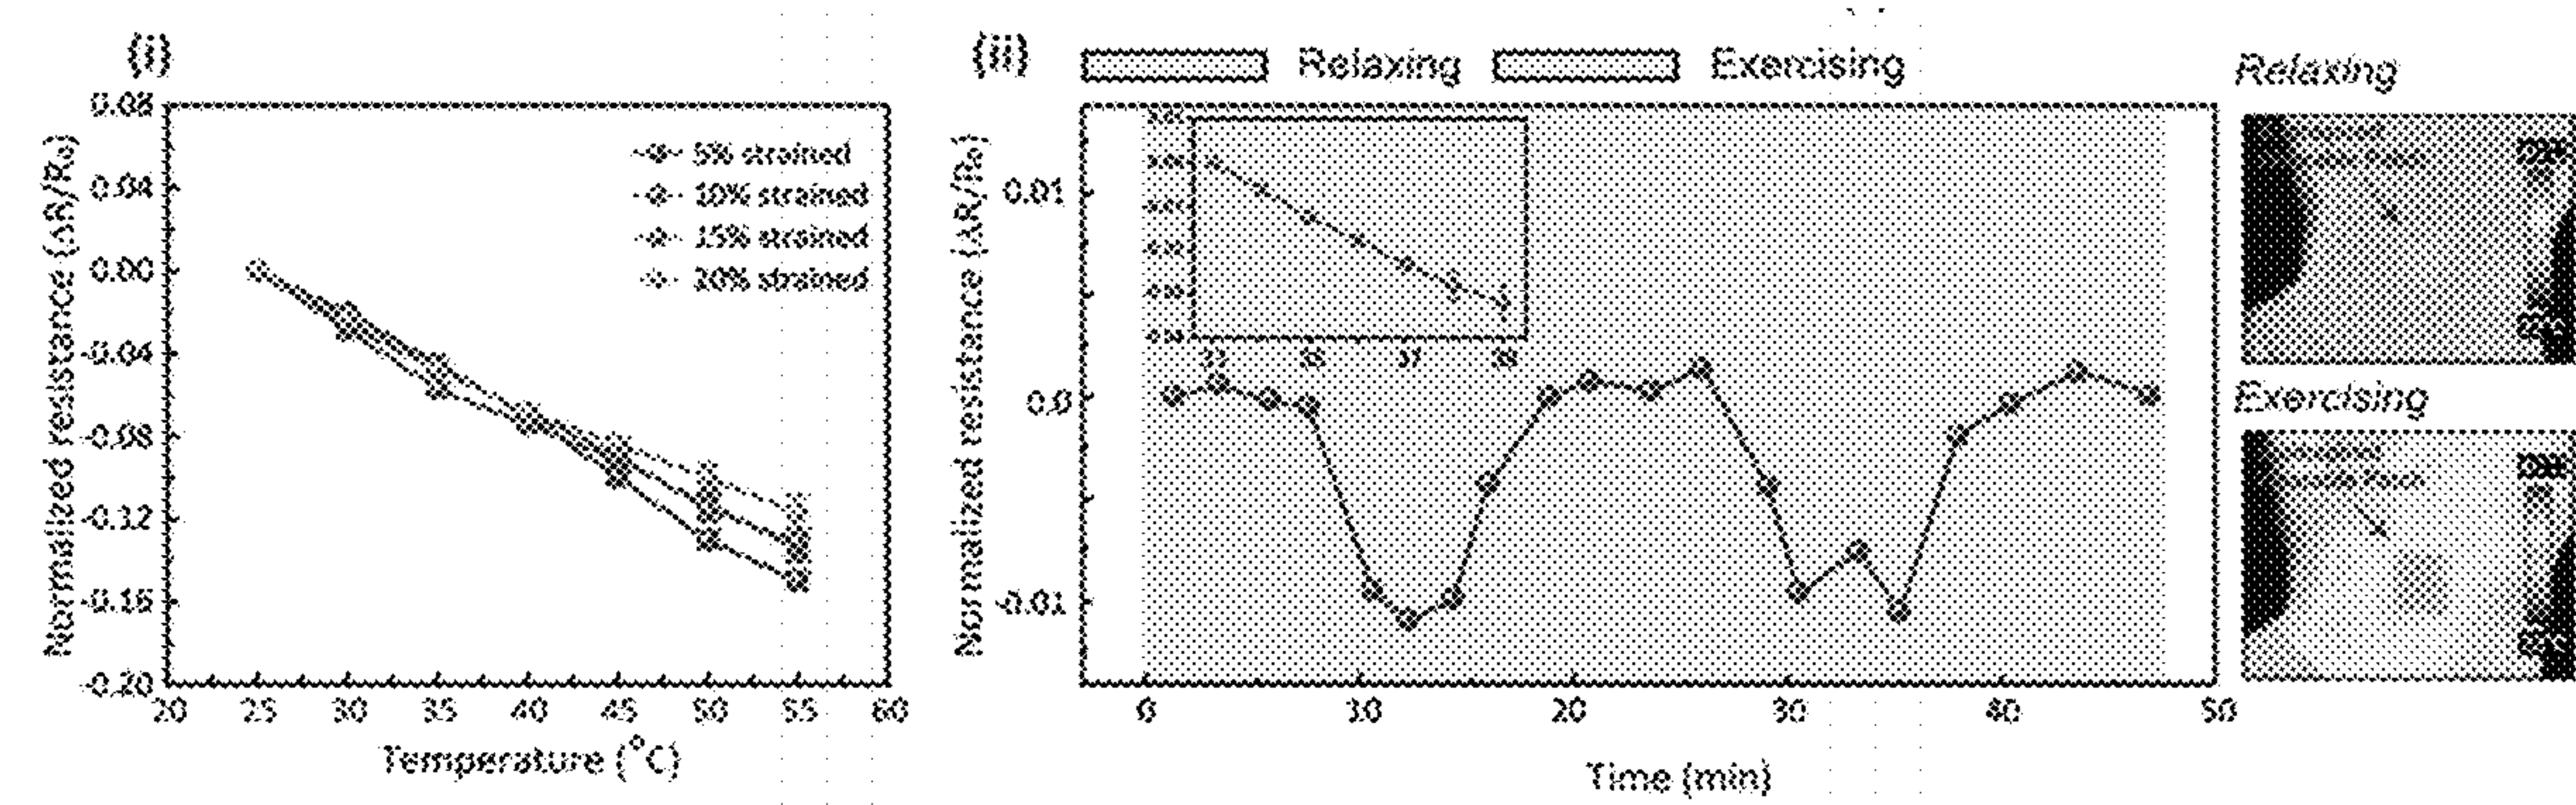 (i)
0.08
0.04
0.00
-0.04
-0.08
-0.12
-0.16
-0.20
20 25 30 35 40 45 50 55 60
Normalized resistance (ΔR/R₀)
Temperature (°C)
5% strained
10% strained
15% strained
20% strained
(ii)
Relaxing Exercising
0.01
0.0
-0.01
33 35 37 39
0 10 20 30 40 50
Normalized resistance (ΔR/R₀)
Time (min)
Relaxing
Exercising